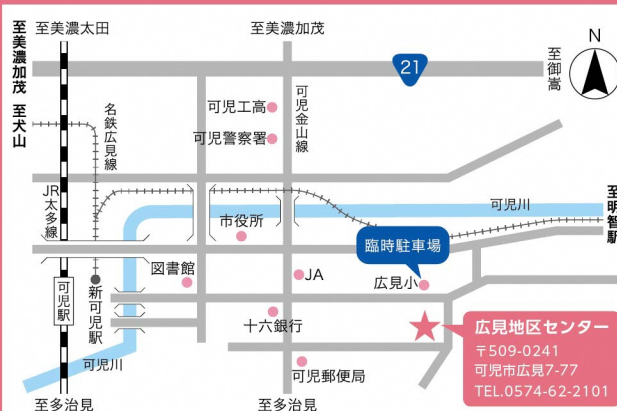 至美濃太田
至美濃加茂
至美濃加茂 至犬山
21
至御嵩
N
名鉄広見線
可児工高
可児警察署
可児金山線
JR太多線
可児川
至明智駅
市役所
臨時駐車場
図書館
JA
広見小
可児駅
新可児駅
十六銀行
可児川
可児郵便局
至多治見
至多治見
広見地区センター
〒509-0241
可児市広見7-77
TEL.0574-62-2101